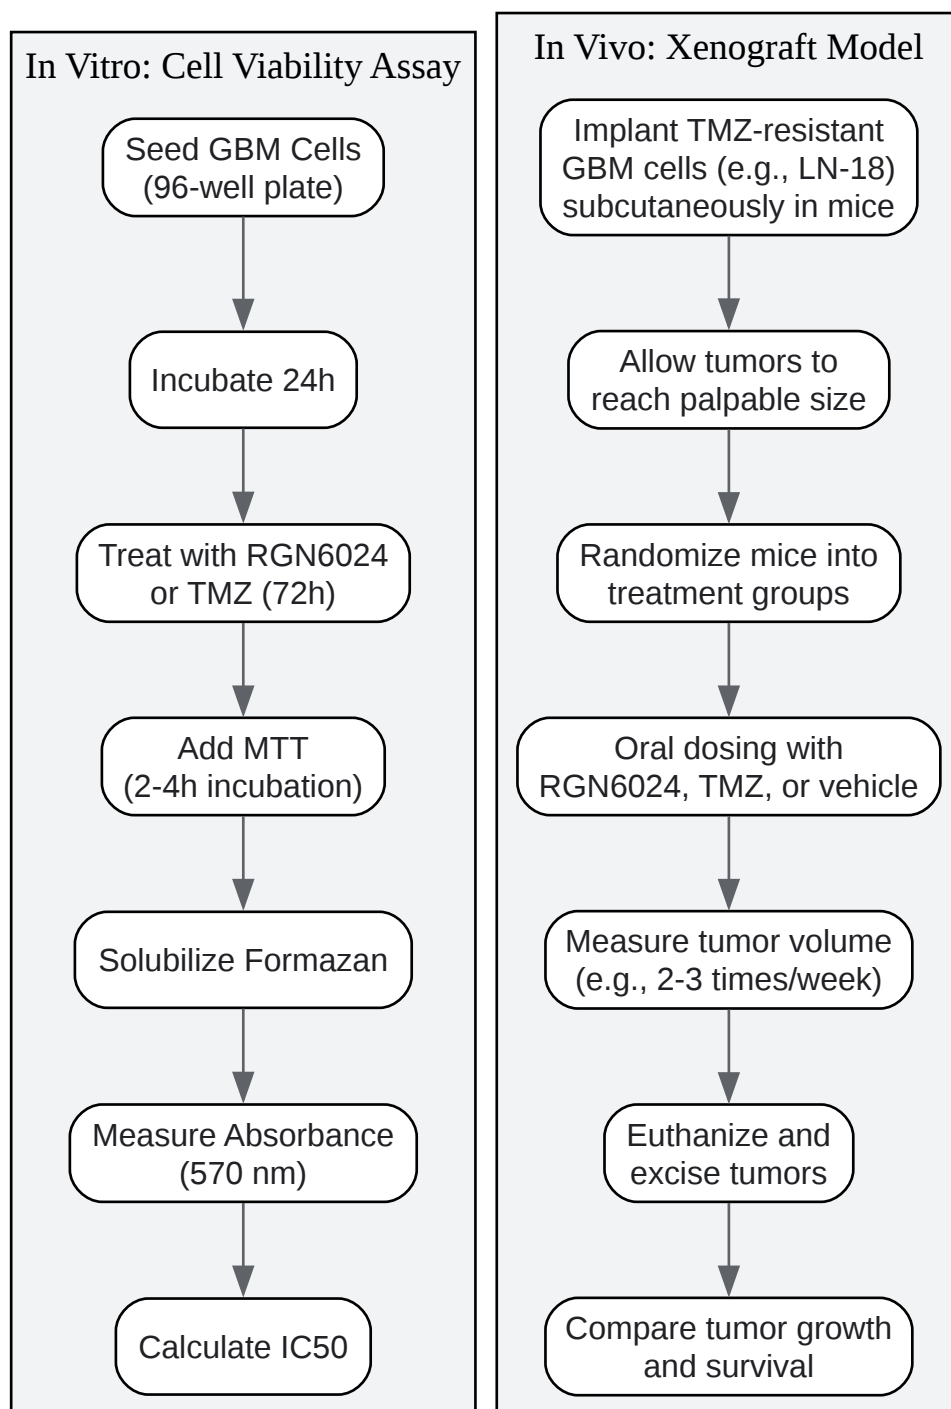 In Vitro: Cell Viability Assay
Seed GBM Cells
(96-well plate)
Incubate 24h
Treat with RGN6024
or TMZ (72h)
Add MTT
(2-4h incubation)
Solubilize Formazan
Measure Absorbance
(570 nm)
Calculate IC50
In Vivo: Xenograft Model
Implant TMZ-resistant
GBM cells (e.g., LN-18)
subcutaneously in mice
Allow tumors to
reach palpable size
Randomize mice into
treatment groups
Oral dosing with
RGN6024, TMZ, or vehicle
Measure tumor volume
(e.g., 2-3 times/week)
Euthanize and
excise tumors
Compare tumor growth
and survival